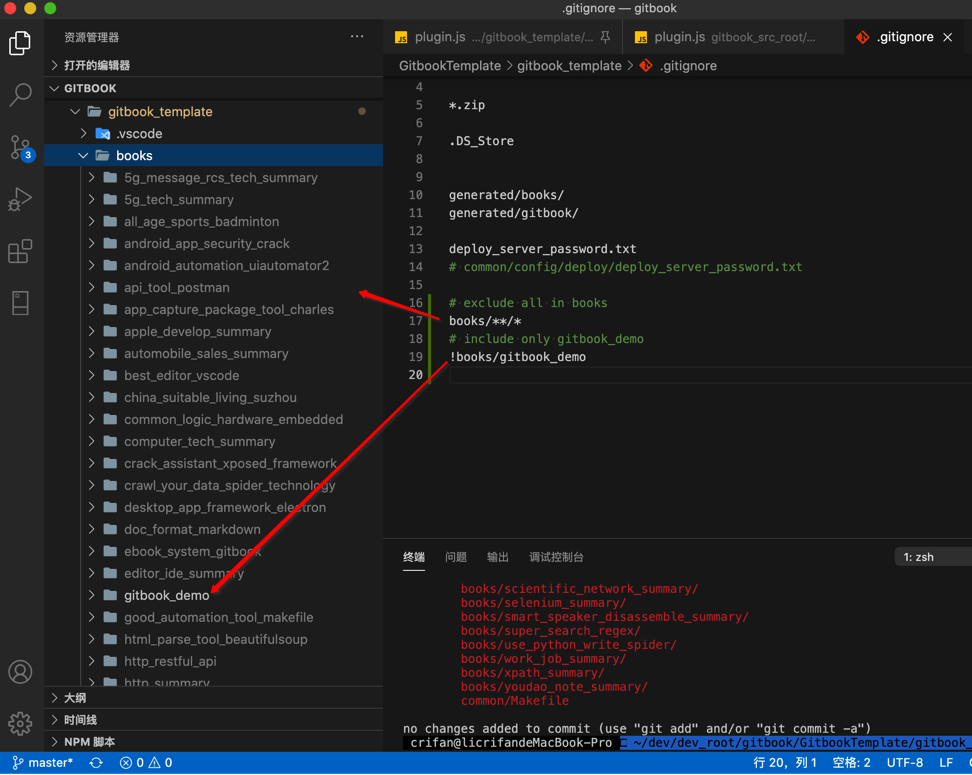 .gitignore — gitbook
资源管理器
···
打开的编辑器
GITBOOK
gitbook_template
.vscode
books
5g_message_rcs_tech_summary
5g_tech_summary
all_age_sports_badminton
android_app_security_crack
android_automation_uiautomator2
api_tool_postman
app_capture_package_tool_charles
apple_develop_summary
automobile_sales_summary
best_editor_vscode
china_suitable_living_suzhou
common_logic_hardware_embedded
computer_tech_summary
crack_assistant_xposed_framework
crawl_your_data_spider_technology
desktop_app_framework_electron
doc_format_markdown
ebook_system_gitbook
editor_ide_summary
gitbook_demo
good_automation_tool_makefile
html_parse_tool_beautifulsoup
http_restful_api
http_summary
大纲
时间线
NPM 脚本
3
JS plugin.js .../gitbook_template/...
JS plugin.js gitbook_src_root/...
.gitignore
GitbookTemplate > gitbook_template > .gitignore
4
5 *.zip
6
7 .DS_Store
8
9
10 generated/books/
11 generated/gitbook/
12
13 deploy_server_password.txt
14 # common/config/deploy/deploy_server_password.txt
15
16 # exclude all in books
17 books/**/*
18 # include only gitbook_demo
19 !books/gitbook_demo
20
终端 问题 输出 调试控制台
1: zsh
books/scientific_network_summary/
books/selenium_summary/
books/smart_speaker_disassemble_summary/
books/super_search_regex/
books/use_python_write_spider/
books/work_job_summary/
books/xpath_summary/
books/youdao_note_summary/
common/Makefile
no changes added to commit (use "git add" and/or "git commit -a")
crifan@licrifandeMacBook-Pro ~/dev/dev_root/gitbook/GitbookTemplate/gitbook_
master* 0 0 行 20，列 1 空格: 2 UTF-8 LF